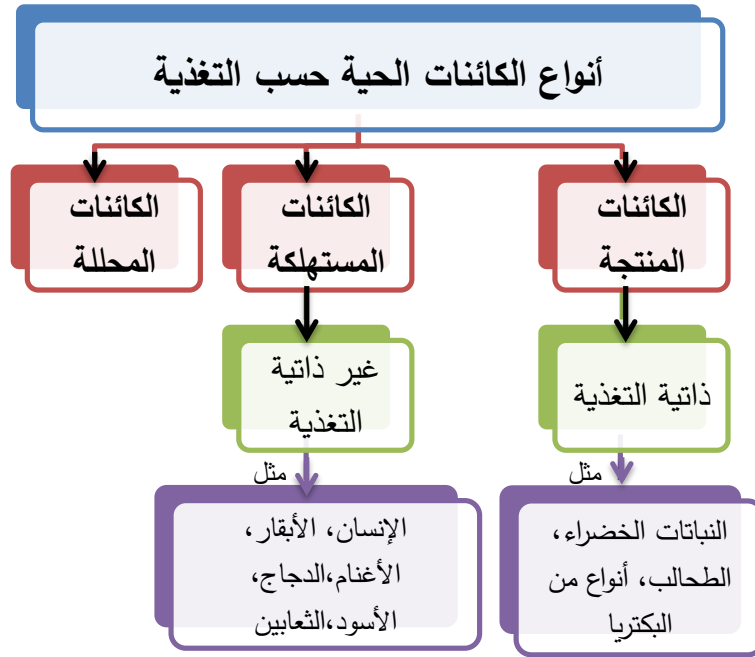 أنواع الكائنات الحية حسب التغذية
الكائنات
المنتجة
الكائنات
المستهلكة
الكائنات
المحللة
ذاتية التغذية
غير ذاتية
التغذية
مثل
مثل
النباتات الخضراء،
الطحالب، أنواع من
البكتريا
الإنسان، الأبقار،
الأغنام،الدجاج،
الأسود،الثعابين